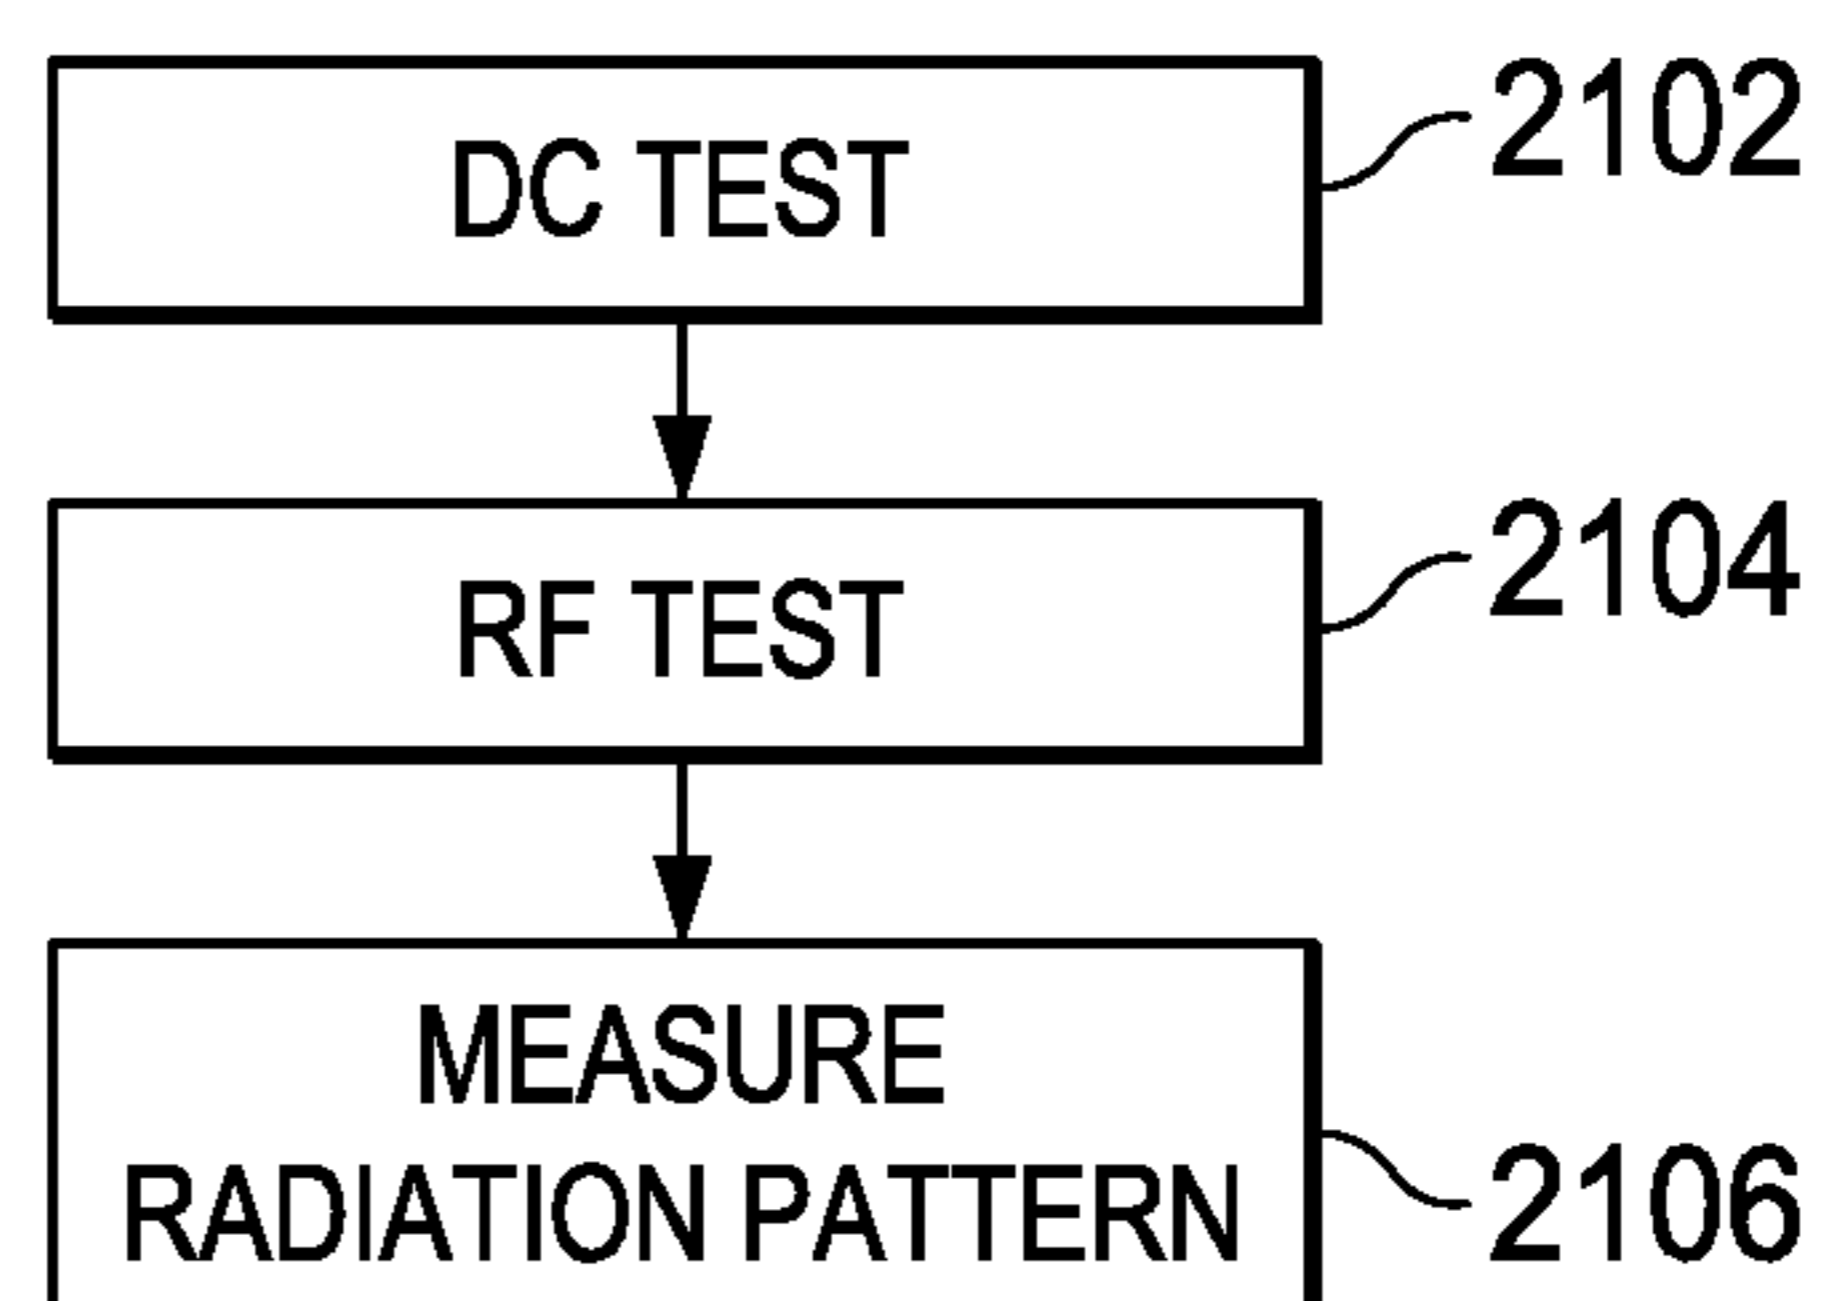 DC TEST
2102
RF TEST
2104
MEASURE
RADIATION PATTERN
2106